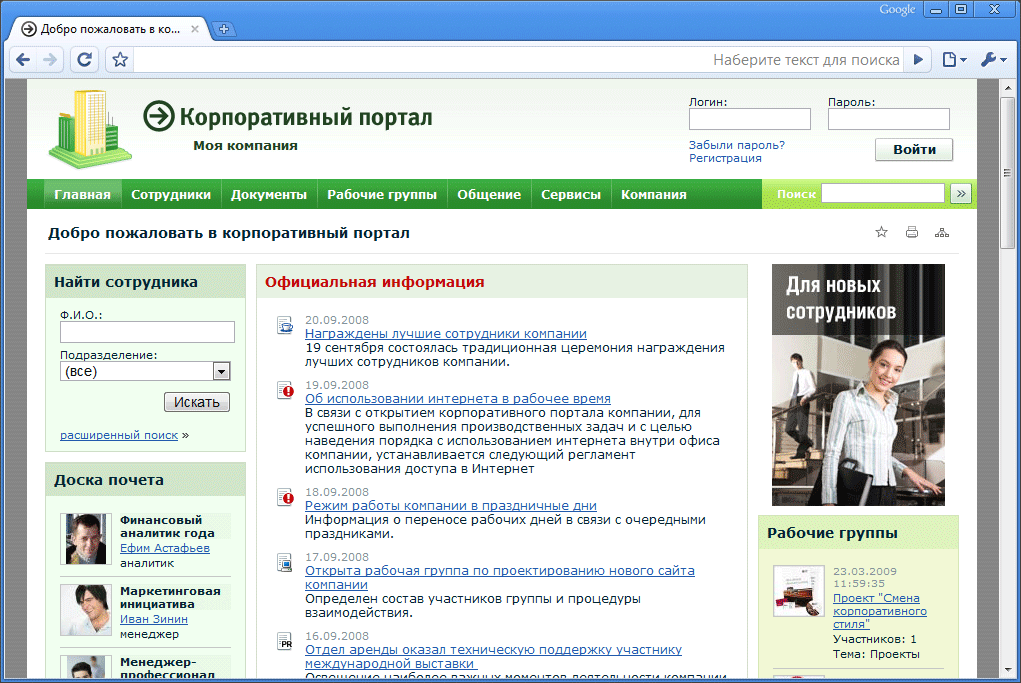 Google
Добро пожаловать в ко...
Наберите текст для поиска
Корпоративный портал
Моя компания
Логин:
Пароль:
Забыли пароль?
Регистрация
Войти
Главная
Сотрудники
Документы
Рабочие группы
Общение
Сервисы
Компания
Поиск
»
Добро пожаловать в корпоративный портал
Найти сотрудника
Ф.И.О.:
Подразделение:
(все)
Искать
расширенный поиск »
Доска почета
Финансовый
аналитик года
Ефим Астафьев
аналитик
Маркетинговая
инициатива
Иван Зинин
менеджер
Менеджер-
профессионал
Официальная информация
20.09.2008
Награждены лучшие сотрудники компании
19 сентября состоялась традиционная церемония награждения
лучших сотрудников компании.
19.09.2008
Об использовании интернета в рабочее время
В связи с открытием корпоративного портала компании, для
успешного выполнения производственных задач и с целью
наведения порядка с использованием интернета внутри офиса
компании, устанавливается следующий регламент
использования доступа в Интернет
18.09.2008
Режим работы компании в праздничные дни
Информация о переносе рабочих дней в связи с очередными
праздниками.
17.09.2008
Открыта рабочая группа по проектированию нового сайта
компании
Определен состав участников группы и процедуры
взаимодействия.
PR
16.09.2008
Отдел аренды оказал техническую поддержку участнику
международной выставки
Освещение наиболее важных моментов деятельности компании
Для новых
сотрудников
Рабочие группы
23.03.2009
11:59:35
Проект "Смена
корпоративного
стиля"
Участников: 1
Тема: Проекты